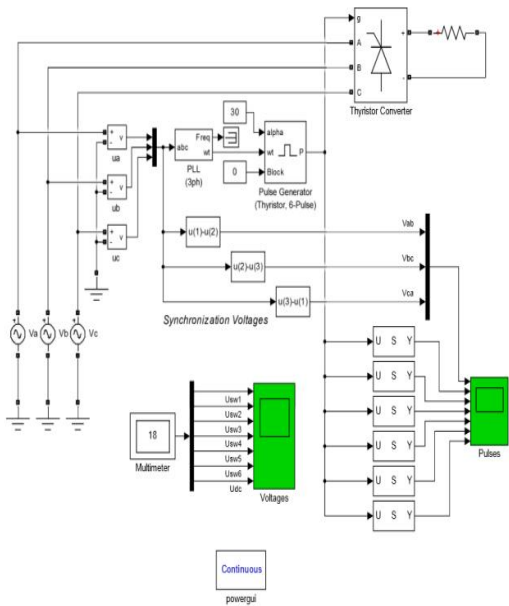 g
A
B
C
+
-
Thyristor Converter
+
-
v
ua
+
-
v
ub
+
-
v
uc
abc
Freq
wt
PLL
(3ph)
30
0
alpha
wt
Block
P
Pulse Generator
(Thyristor, 6-Pulse)
u(1)-u(2)
u(2)-u(3)
u(3)-u(1)
Vab
Vbc
Vca
Synchronization Voltages
Va
Vb
Vc
U S Y
U S Y
U S Y
U S Y
U S Y
U S Y
Pulses
18
Multimeter
Usw1
Usw2
Usw3
Usw4
Usw5
Usw6
Udc
Voltages
Continuous
powergui